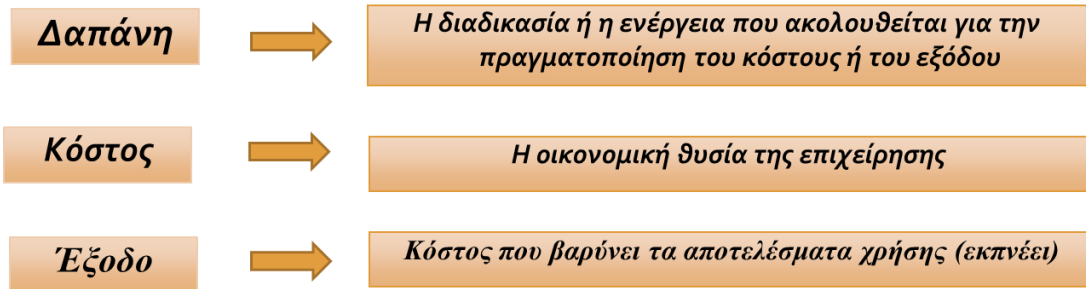 Δαπάνη
Η διαδικασία ή η ενέργεια που ακολουθείται για την
πραγματοποίηση του κόστους ή του εξόδου
Κόστος
Η οικονομική θυσία της επιχείρησης
Έξοδο
Κόστος που βαρύνει τα αποτελέσματα χρήσης (εκπνέει)